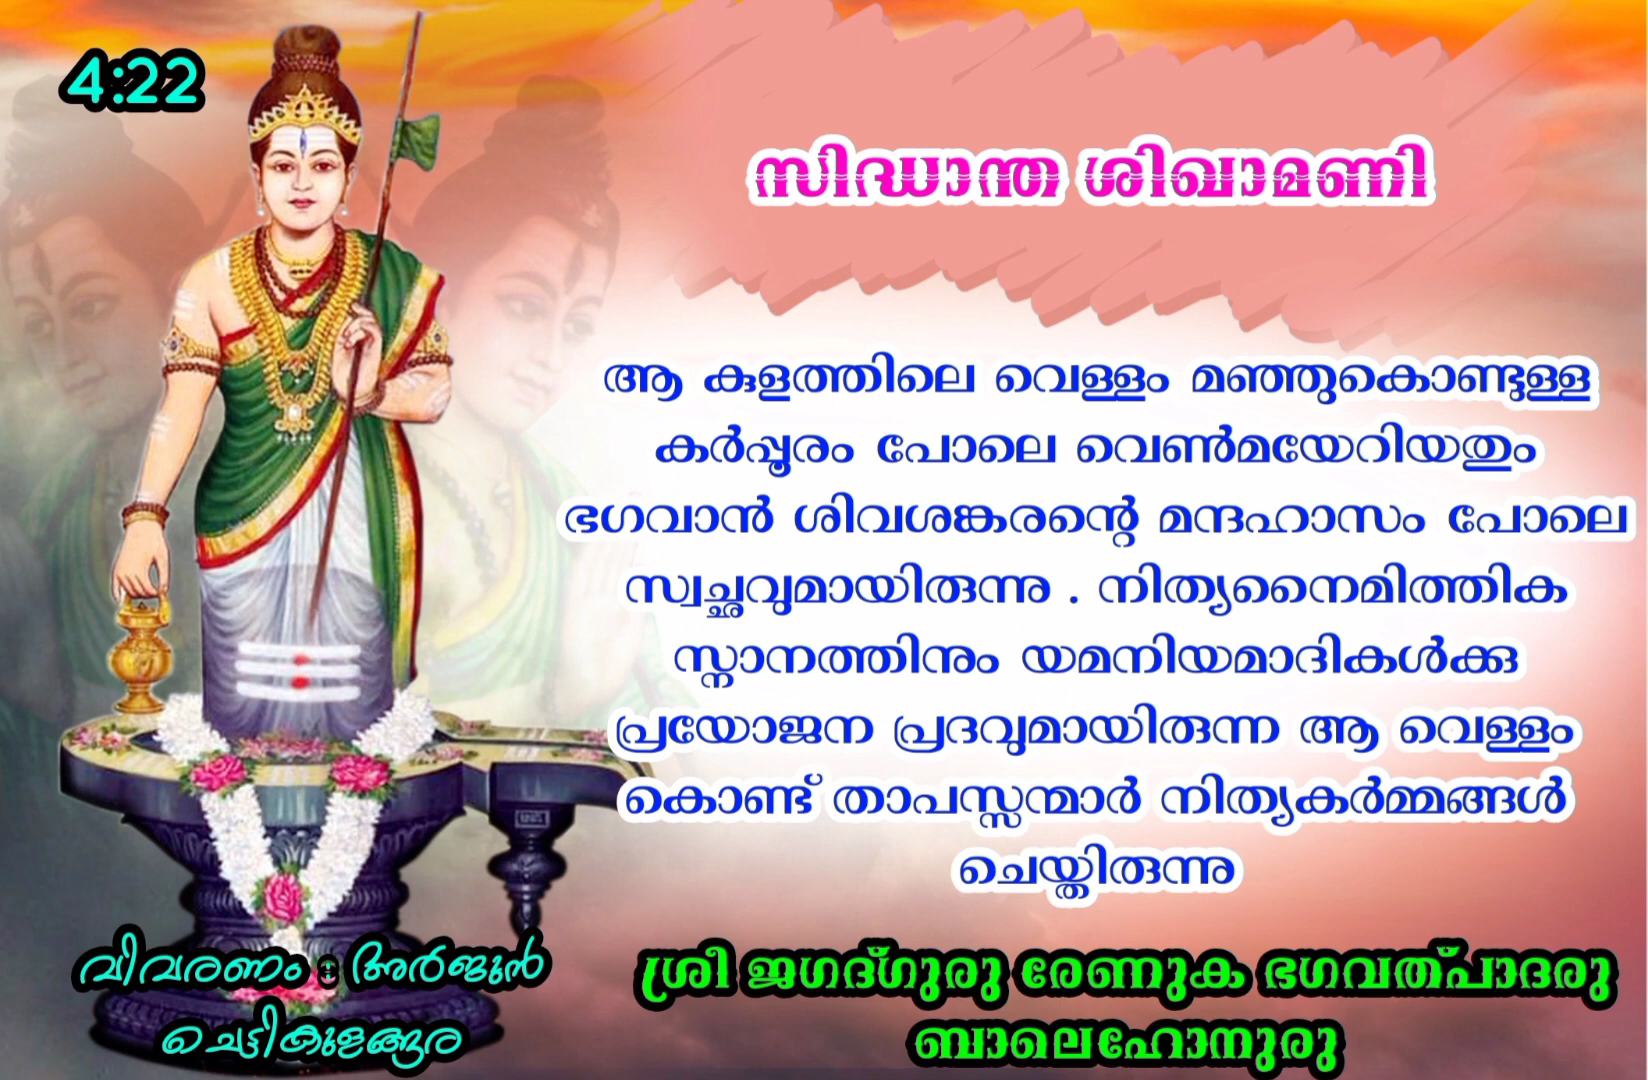 4:22
സിദ്ധാന്ത ശിഖാമണി
ആ കുളത്തിലെ വെള്ളം മഞ്ഞുകൊണ്ടുള്ള
കർപ്പൂരം പോലെ വെൺമയേറിയതും
ഭഗവാൻ ശിവശങ്കരന്റെ മന്ദഹാസം പോലെ
സ്വച്ഛവുമായിരുന്നു . നിത്യനൈമിത്തിക
സ്നാനത്തിനും യമനിയമാദികൾക്കു
പ്രയോജന പ്രദവുമായിരുന്ന ആ വെള്ളം
കൊണ്ട് താപസ്സന്മാർ നിത്യകർമ്മങ്ങൾ
ചെയ്തിരുന്നു
വിവരണം : അർജുൻ
ചെട്ടികുളങ്ങര
ശ്രീ ജഗദ്ഗുരു രേണുക ഭഗവത്പാദരു
ബാലെഹോനുരു